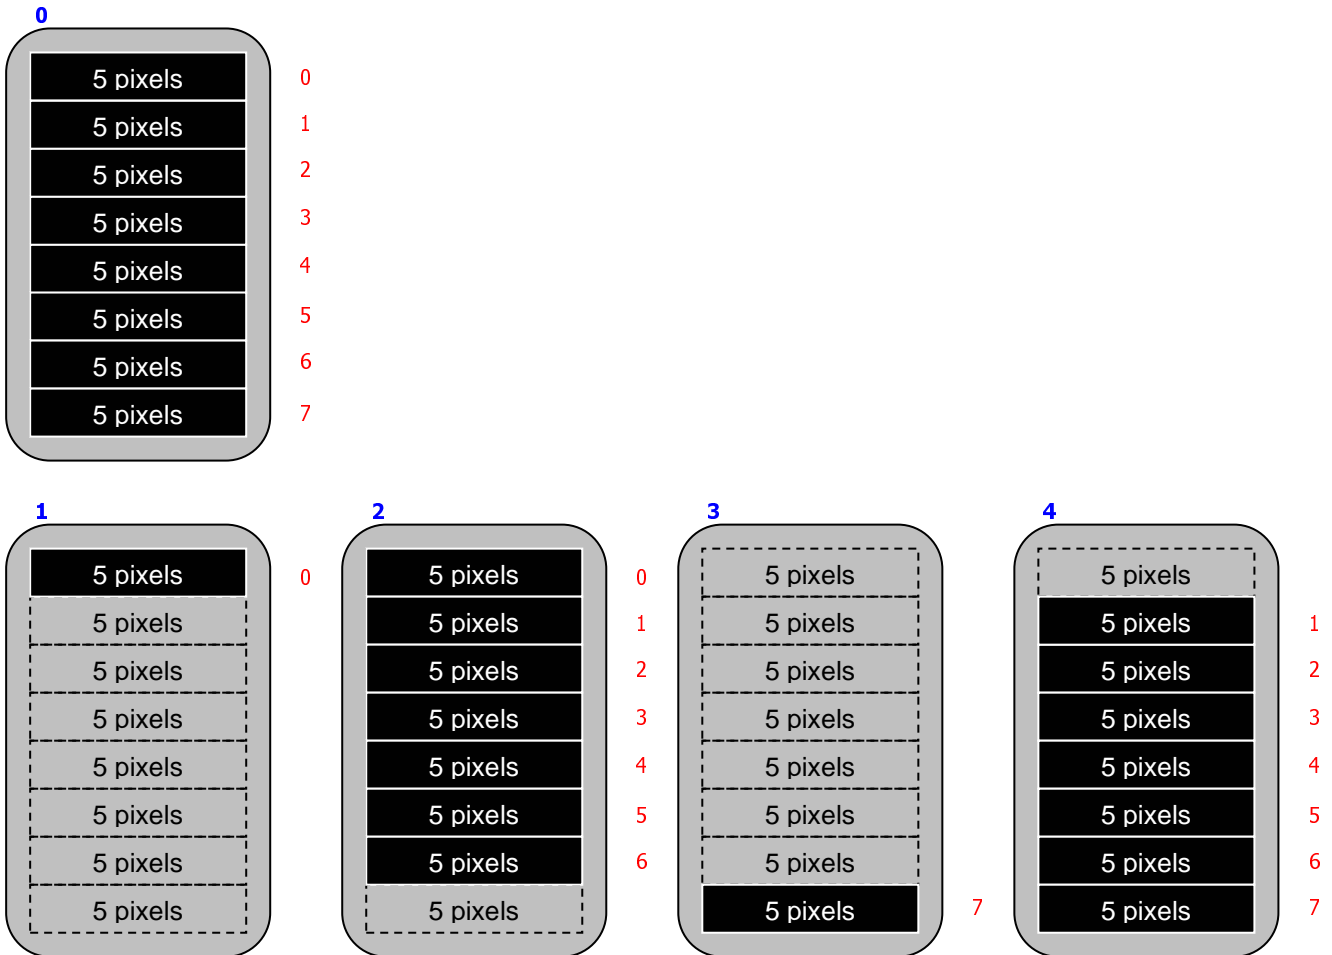 0
5 pixels 0
5 pixels 1
5 pixels 2
5 pixels 3
5 pixels 4
5 pixels 5
5 pixels 6
5 pixels 7
1 2 3 4
5 pixels 0 5 pixels 0 5 pixels 5 pixels
5 pixels 5 pixels 1 5 pixels 5 pixels 1
5 pixels 5 pixels 2 5 pixels 5 pixels 2
5 pixels 5 pixels 3 5 pixels 5 pixels 3
5 pixels 5 pixels 4 5 pixels 5 pixels 4
5 pixels 5 pixels 5 5 pixels 5 pixels 5
5 pixels 5 pixels 6 5 pixels 5 pixels 6
5 pixels 5 pixels 5 pixels 7 5 pixels 7